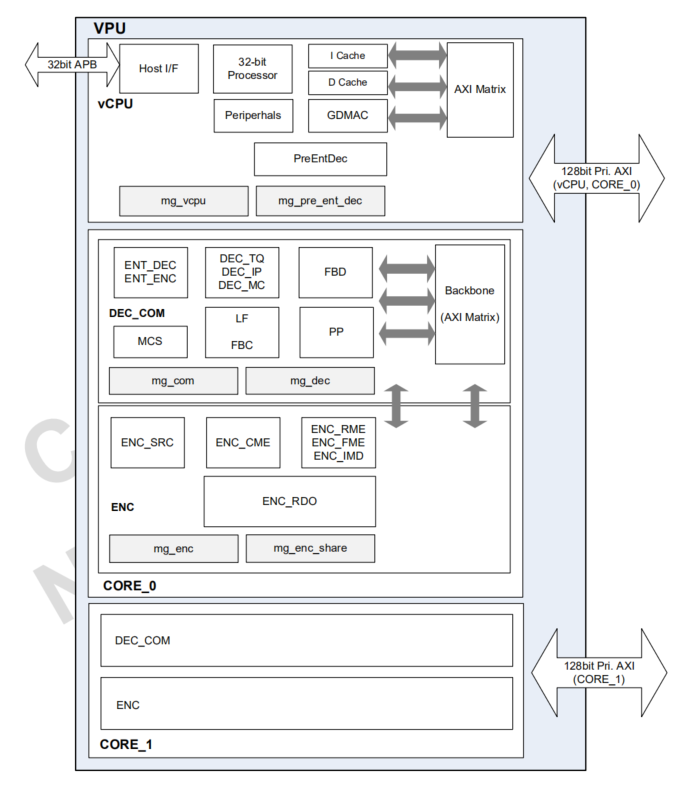 VPU
32bit APB
Host I/F
32-bit
Processor
I Cache
D Cache
AXI Matrix
vCPU
Periperhals
GDMAC
PreEntDec
mg_vcpu
mg_pre_ent_dec
128bit Pri. AXI
(vCPU, CORE_0)
ENT_DEC
ENT_ENC
DEC_TQ
DEC_IP
DEC_MC
FBD
Backbone
(AXI Matrix)
DEC_COM
MCS
LF
FBC
PP
mg_com
mg_dec
ENC_SRC
ENC_CME
ENC_RME
ENC_FME
ENC_IMD
ENC
ENC_RDO
mg_enc
mg_enc_share
CORE_0
DEC_COM
128bit Pri. AXI
(CORE_1)
ENC
CORE_1